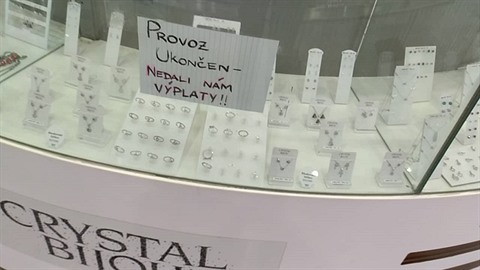 PROVOZ
UKONČEN -
NEDALI NÁM
VÝPLATY!!
CRYSTAL
BIJOU